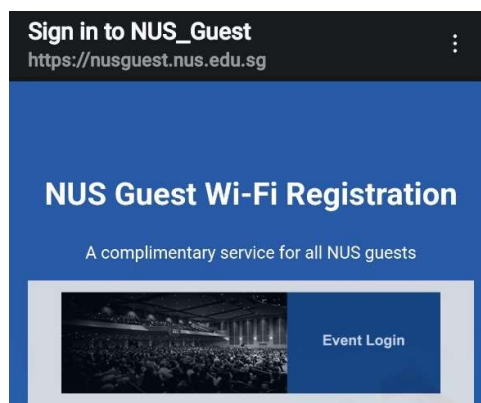 Sign in to NUS_Guest
https://nusguest.nus.edu.sg
NUS Guest Wi-Fi Registration
A complimentary service for all NUS guests
Event Login